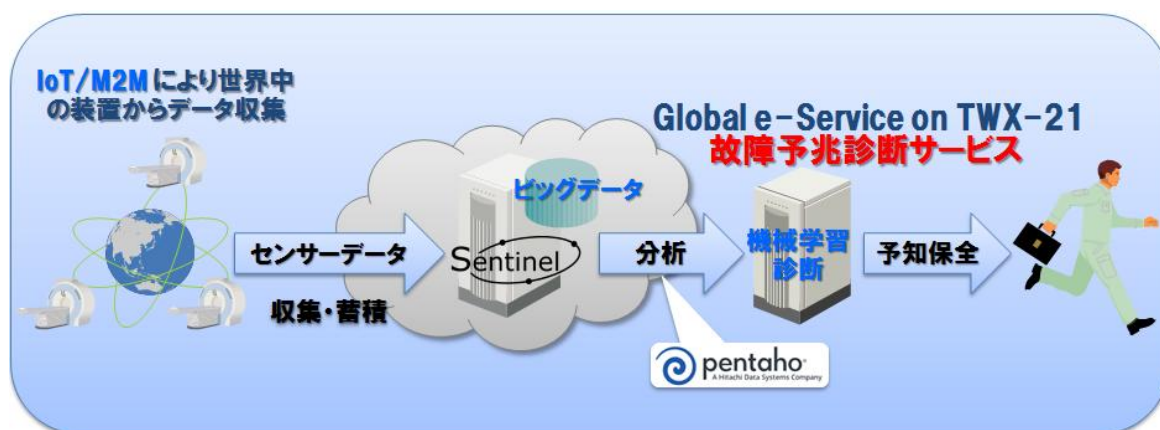 IoT/M2Mにより世界中
の装置からデータ収集
Global e-Service on TWX-21
故障予兆診断サービス
ビッグデータ
センサーデータ
Sentinel
分析
機械学習
診断
予知保全
収集・蓄積
pentaho
A Hitachi Data Systems Company